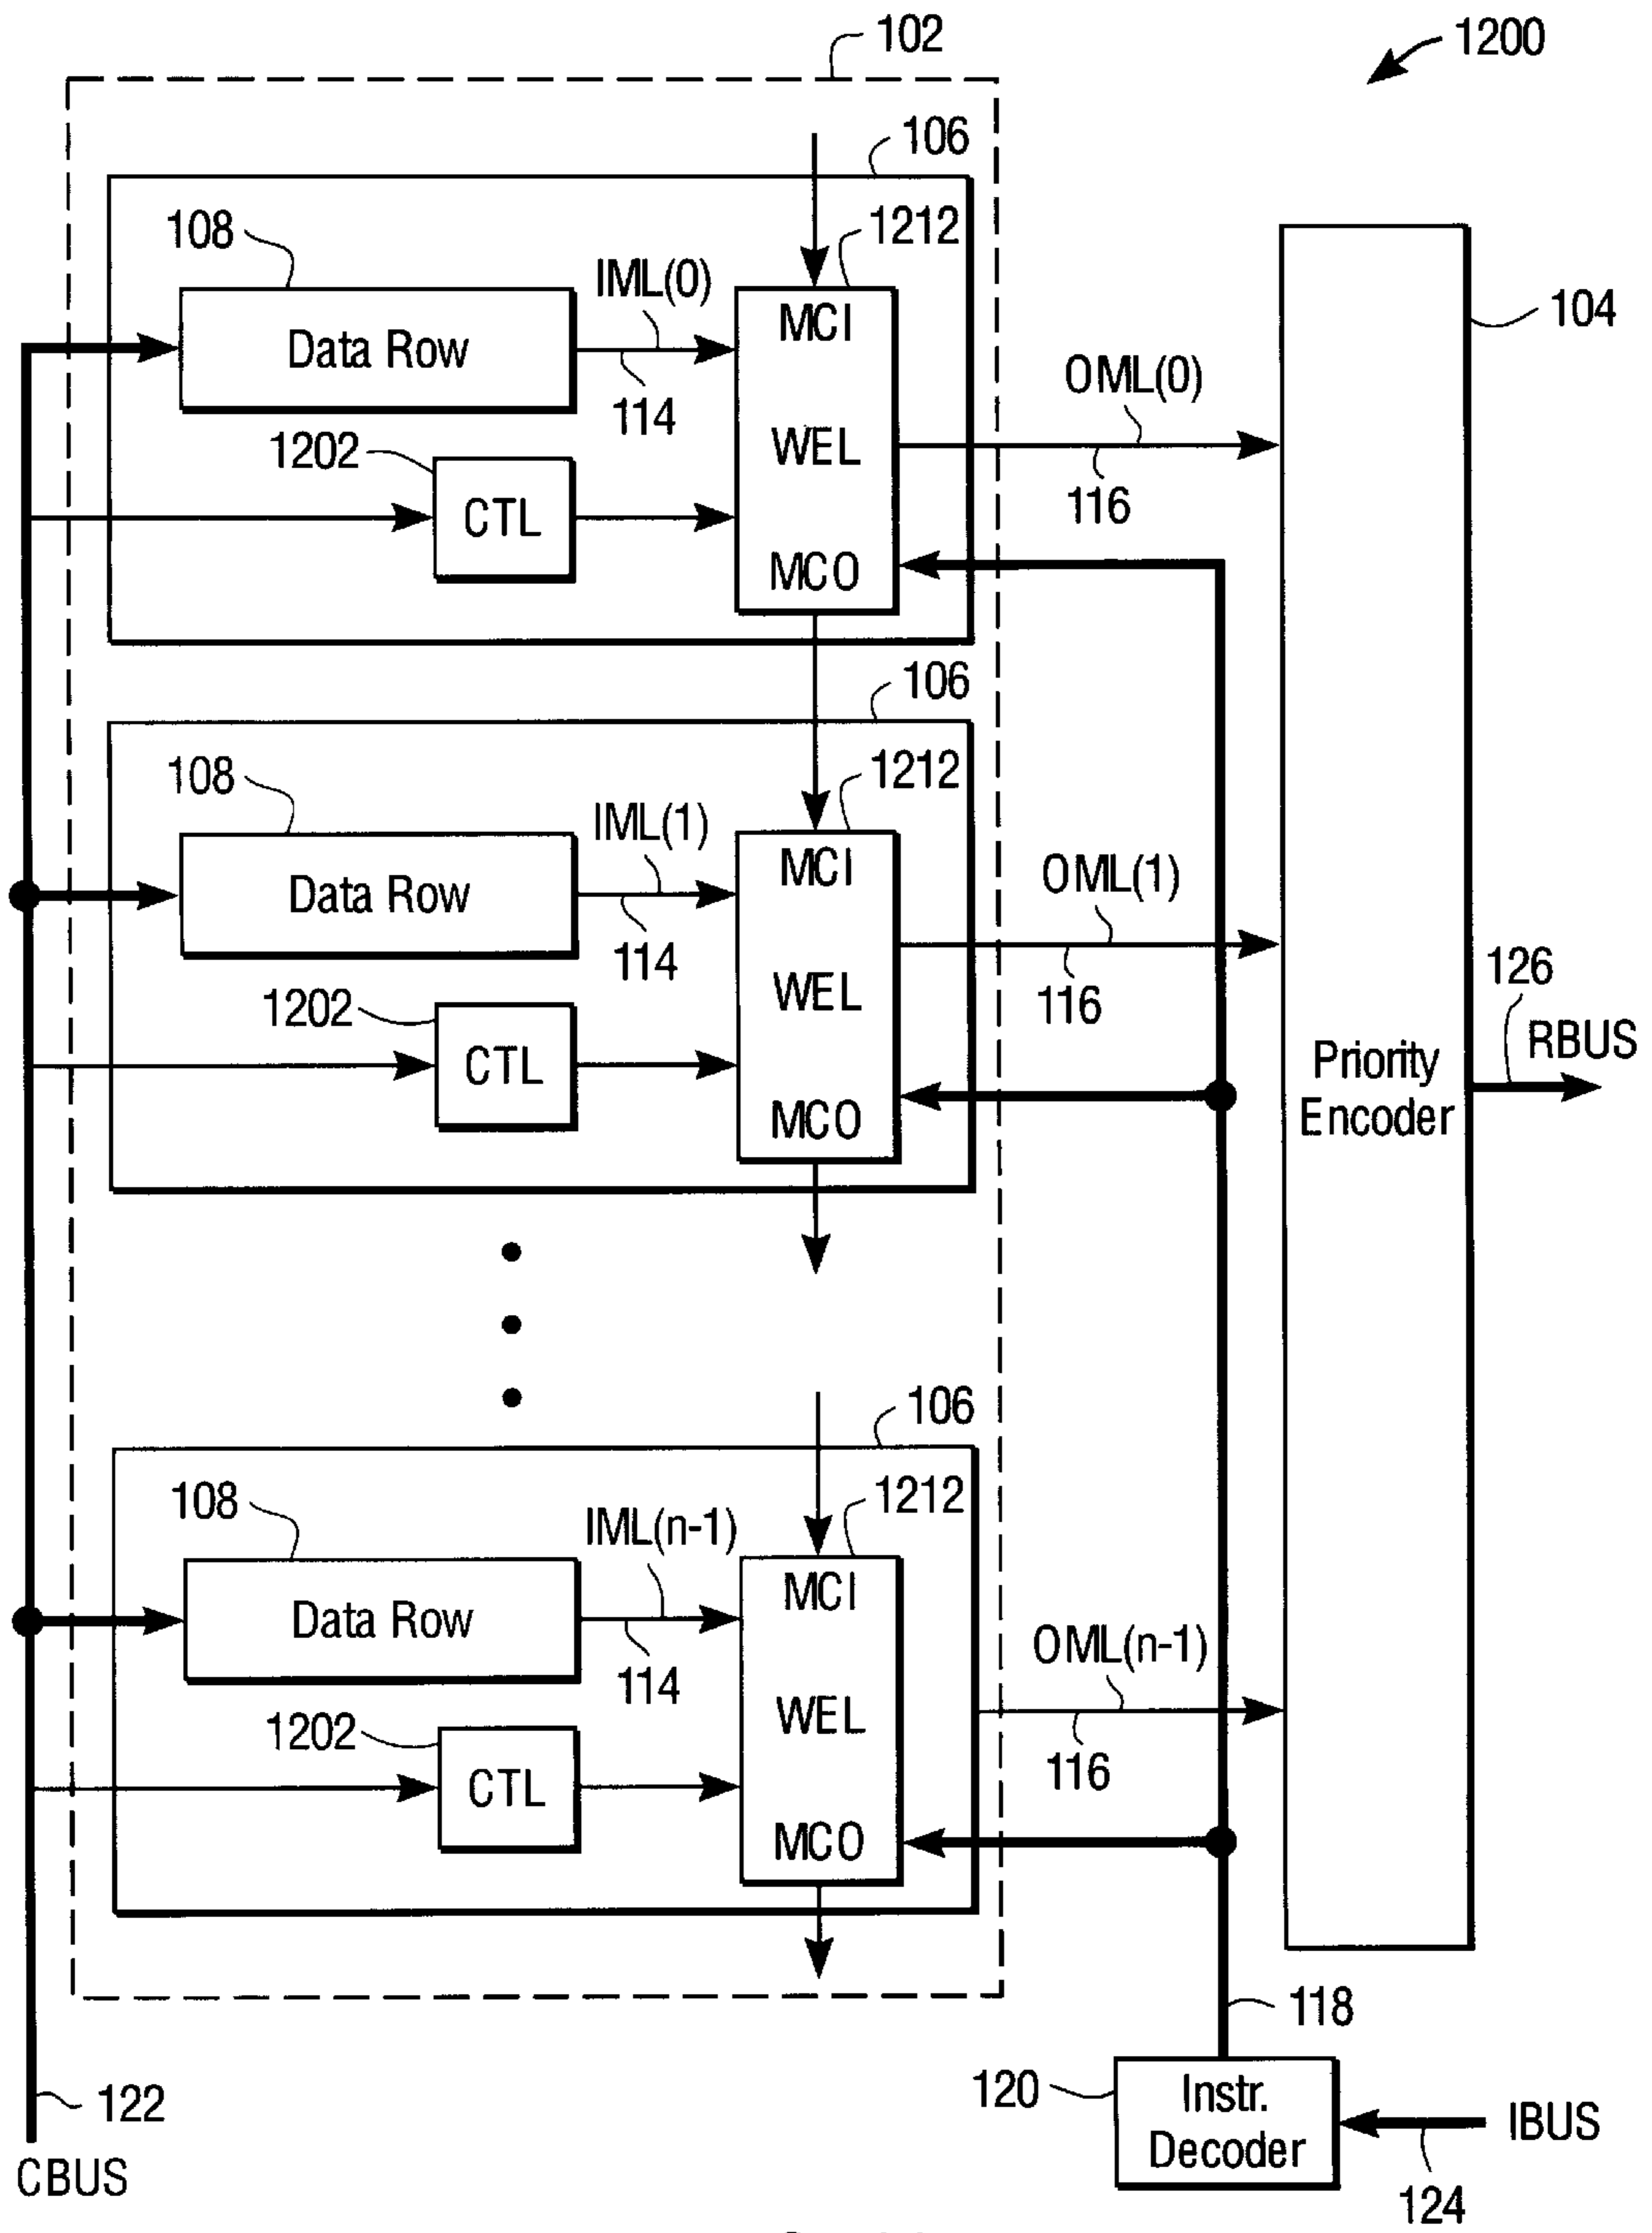 102
1200
106
108
IML(0)
1212
MCI
104
Data Row
OML(0)
114
1202
WEL
116
CTL
MCO
106
108
IML(1)
1212
MCI
OML(1)
Data Row
114
126
1202
WEL
116
RBUS
Priority
Encoder
CTL
MCO
106
108
IML(n-1)
1212
MCI
Data Row
OML(n-1)
114
1202
WEL
116
CTL
MCO
118
120
Instr.
Decoder
IBUS
122
CBUS
124